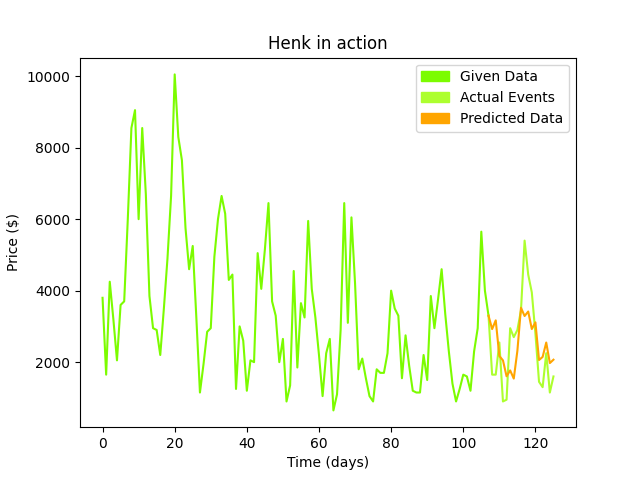 Henk in action
Given Data
Actual Events
Predicted Data
Price ($)
10000
8000
6000
4000
2000
0 20 40 60 80 100 120
Time (days)